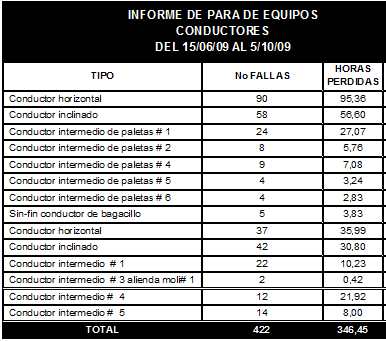 INFORME DE PARA DE EQUIPOS
CONDUCTORES
DEL 15/06/09 AL 5/10/09
TIPO No FALLAS HORAS PERDIDAS
Conductor horizontal 90 95,36
Conductor inclinado 58 56,60
Conductor intermedio de paletas # 1 24 27,07
Conductor intermedio de paletas # 2 8 5,76
Conductor intermedio de paletas # 4 9 7,08
Conductor intermedio de paletas # 5 4 3,24
Conductor intermedio de paletas # 6 4 2,83
Sin-fin conductor de bagacillo 5 3,83
Conductor horizontal 37 35,99
Conductor inclinado 42 30,80
Conductor intermedio # 1 22 10,23
Conductor intermedio # 3 alienda moli# 1 2 0,42
Conductor intermedio # 4 12 21,92
Conductor intermedio # 5 14 8,00
TOTAL 422 346,45